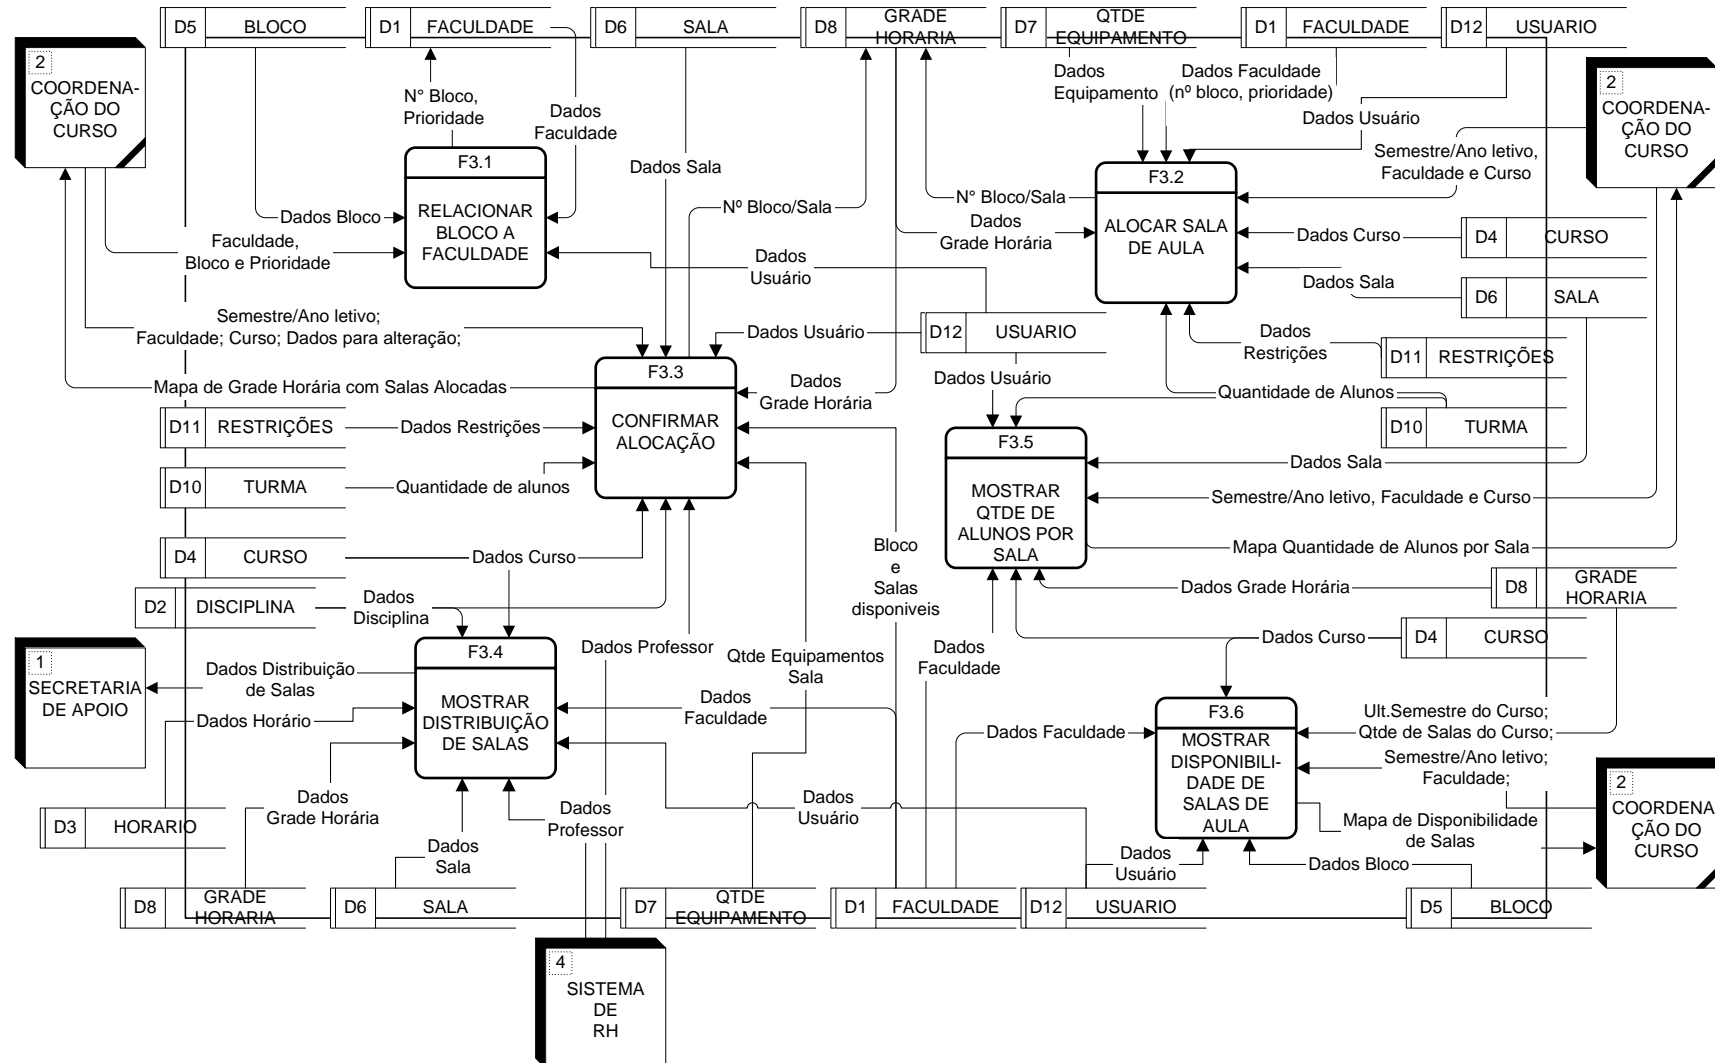 D5 BLOCO
D1 FACULDADE
D6 SALA
D8 GRADE
HORARIA
D7 QTDE
EQUIPAMENTO
D1 FACULDADE
D12 USUARIO
2
COORDENA-
ÇÃO DO
CURSO
N° Bloco,
Prioridade
Dados
Faculdade
Dados
Equipamento
Dados Faculdade
(nº bloco, prioridade)
Dados Usuário
2
COORDENA-
ÇÃO DO
CURSO
Semestre/Ano letivo,
Faculdade e Curso
F3.1
RELACIONAR
BLOCO A
FACULDADE
Dados Sala
Dados Bloco
Faculdade,
Bloco e Prioridade
Nº Bloco/Sala
N° Bloco/Sala
Dados
Grade Horária
F3.2
ALOCAR SALA
DE AULA
Dados Curso
D4 CURSO
Dados
Usuário
Dados Sala
D6 SALA
Semestre/Ano letivo;
Faculdade; Curso; Dados para alteração;
Dados Usuário
D12 USUARIO
Dados
Restrições
D11 RESTRIÇÕES
Mapa de Grade Horária com Salas Alocadas
F3.3
CONFIRMAR
ALOCAÇÃO
Dados
Grade Horária
Dados Usuário
Quantidade de Alunos
D10 TURMA
D11 RESTRIÇÕES
Dados Restrições
F3.5
MOSTRAR
QTDE DE
ALUNOS POR
SALA
Dados Sala
D10 TURMA
Quantidade de alunos
Semestre/Ano letivo, Faculdade e Curso
Mapa Quantidade de Alunos por Sala
D4 CURSO
Dados Curso
Bloco
e
Salas
disponiveis
Dados Grade Horária
D8 GRADE
HORARIA
D2 DISCIPLINA
Dados
Disciplina
Dados Curso
D4 CURSO
1
SECRETARIA
DE APOIO
Dados Distribuição
de Salas
F3.4
MOSTRAR
DISTRIBUIÇÃO
DE SALAS
Dados Professor
Qtde Equipamentos
Sala
Dados
Faculdade
Dados
Faculdade
Dados Horário
Dados Faculdade
F3.6
MOSTRAR
DISPONIBILI-
DADE DE
SALAS DE
AULA
Ult.Semestre do Curso;
Qtde de Salas do Curso;
Semestre/Ano letivo;
Faculdade;
2
COORDENA
ÇÃO DO
CURSO
D3 HORARIO
Dados
Grade Horária
Dados
Sala
Dados
Professor
Dados
Usuário
Mapa de Disponibilidade
de Salas
Dados
Usuário
Dados Bloco
D8 GRADE
HORARIA
D6 SALA
D7 QTDE
EQUIPAMENTO
D1 FACULDADE
D12 USUARIO
D5 BLOCO
4
SISTEMA
DE
RH